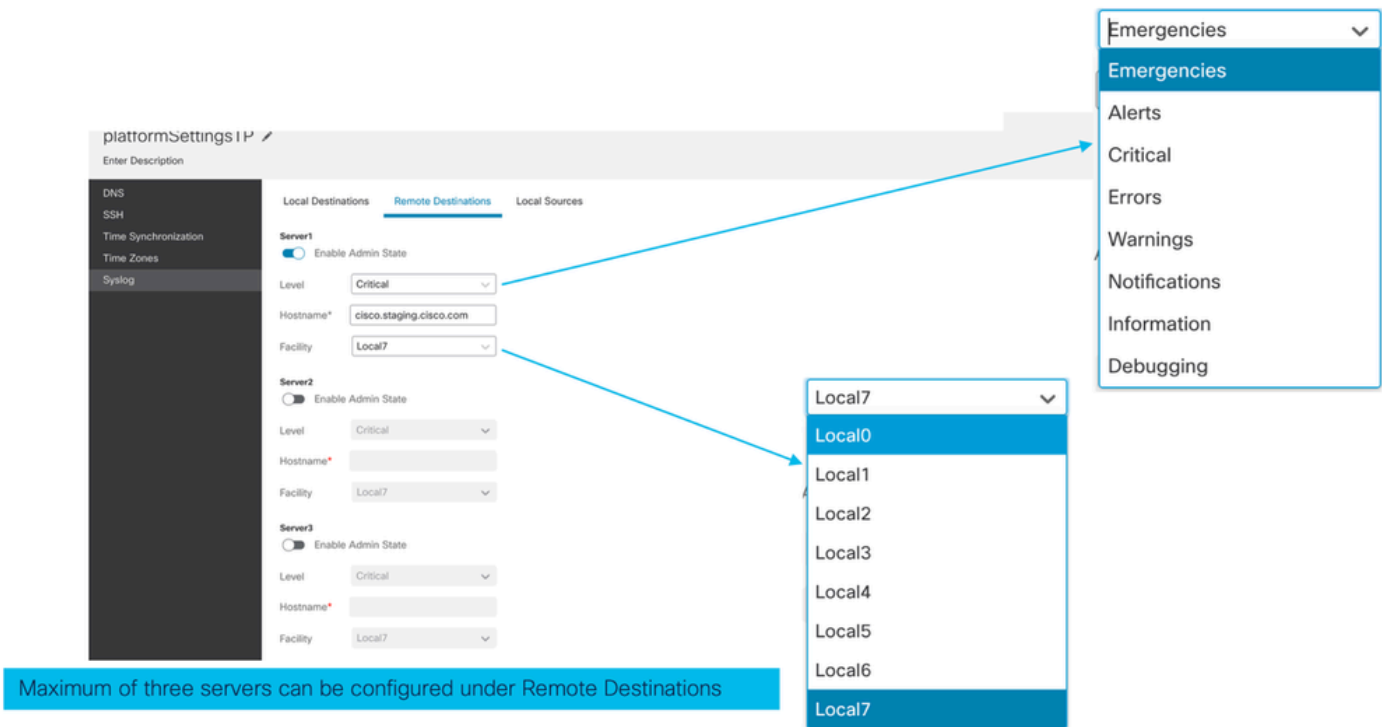 platformSettingsTP
Enter Description
DNS
SSH
Time Synchronization
Time Zones
Syslog
Local Destinations Remote Destinations Local Sources
Server1
Enable Admin State
Level Critical
Hostname* cisco.staging.cisco.com
Facility Local7
Server2
Enable Admin State
Level Critical
Hostname*
Facility Local7
Server3
Enable Admin State
Level Critical
Hostname*
Facility Local7
Emergencies
Emergencies
Alerts
Critical
Errors
Warnings
Notifications
Information
Debugging
Local7
Local0
Local1
Local2
Local3
Local4
Local5
Local6
Local7
Maximum of three servers can be configured under Remote Destinations